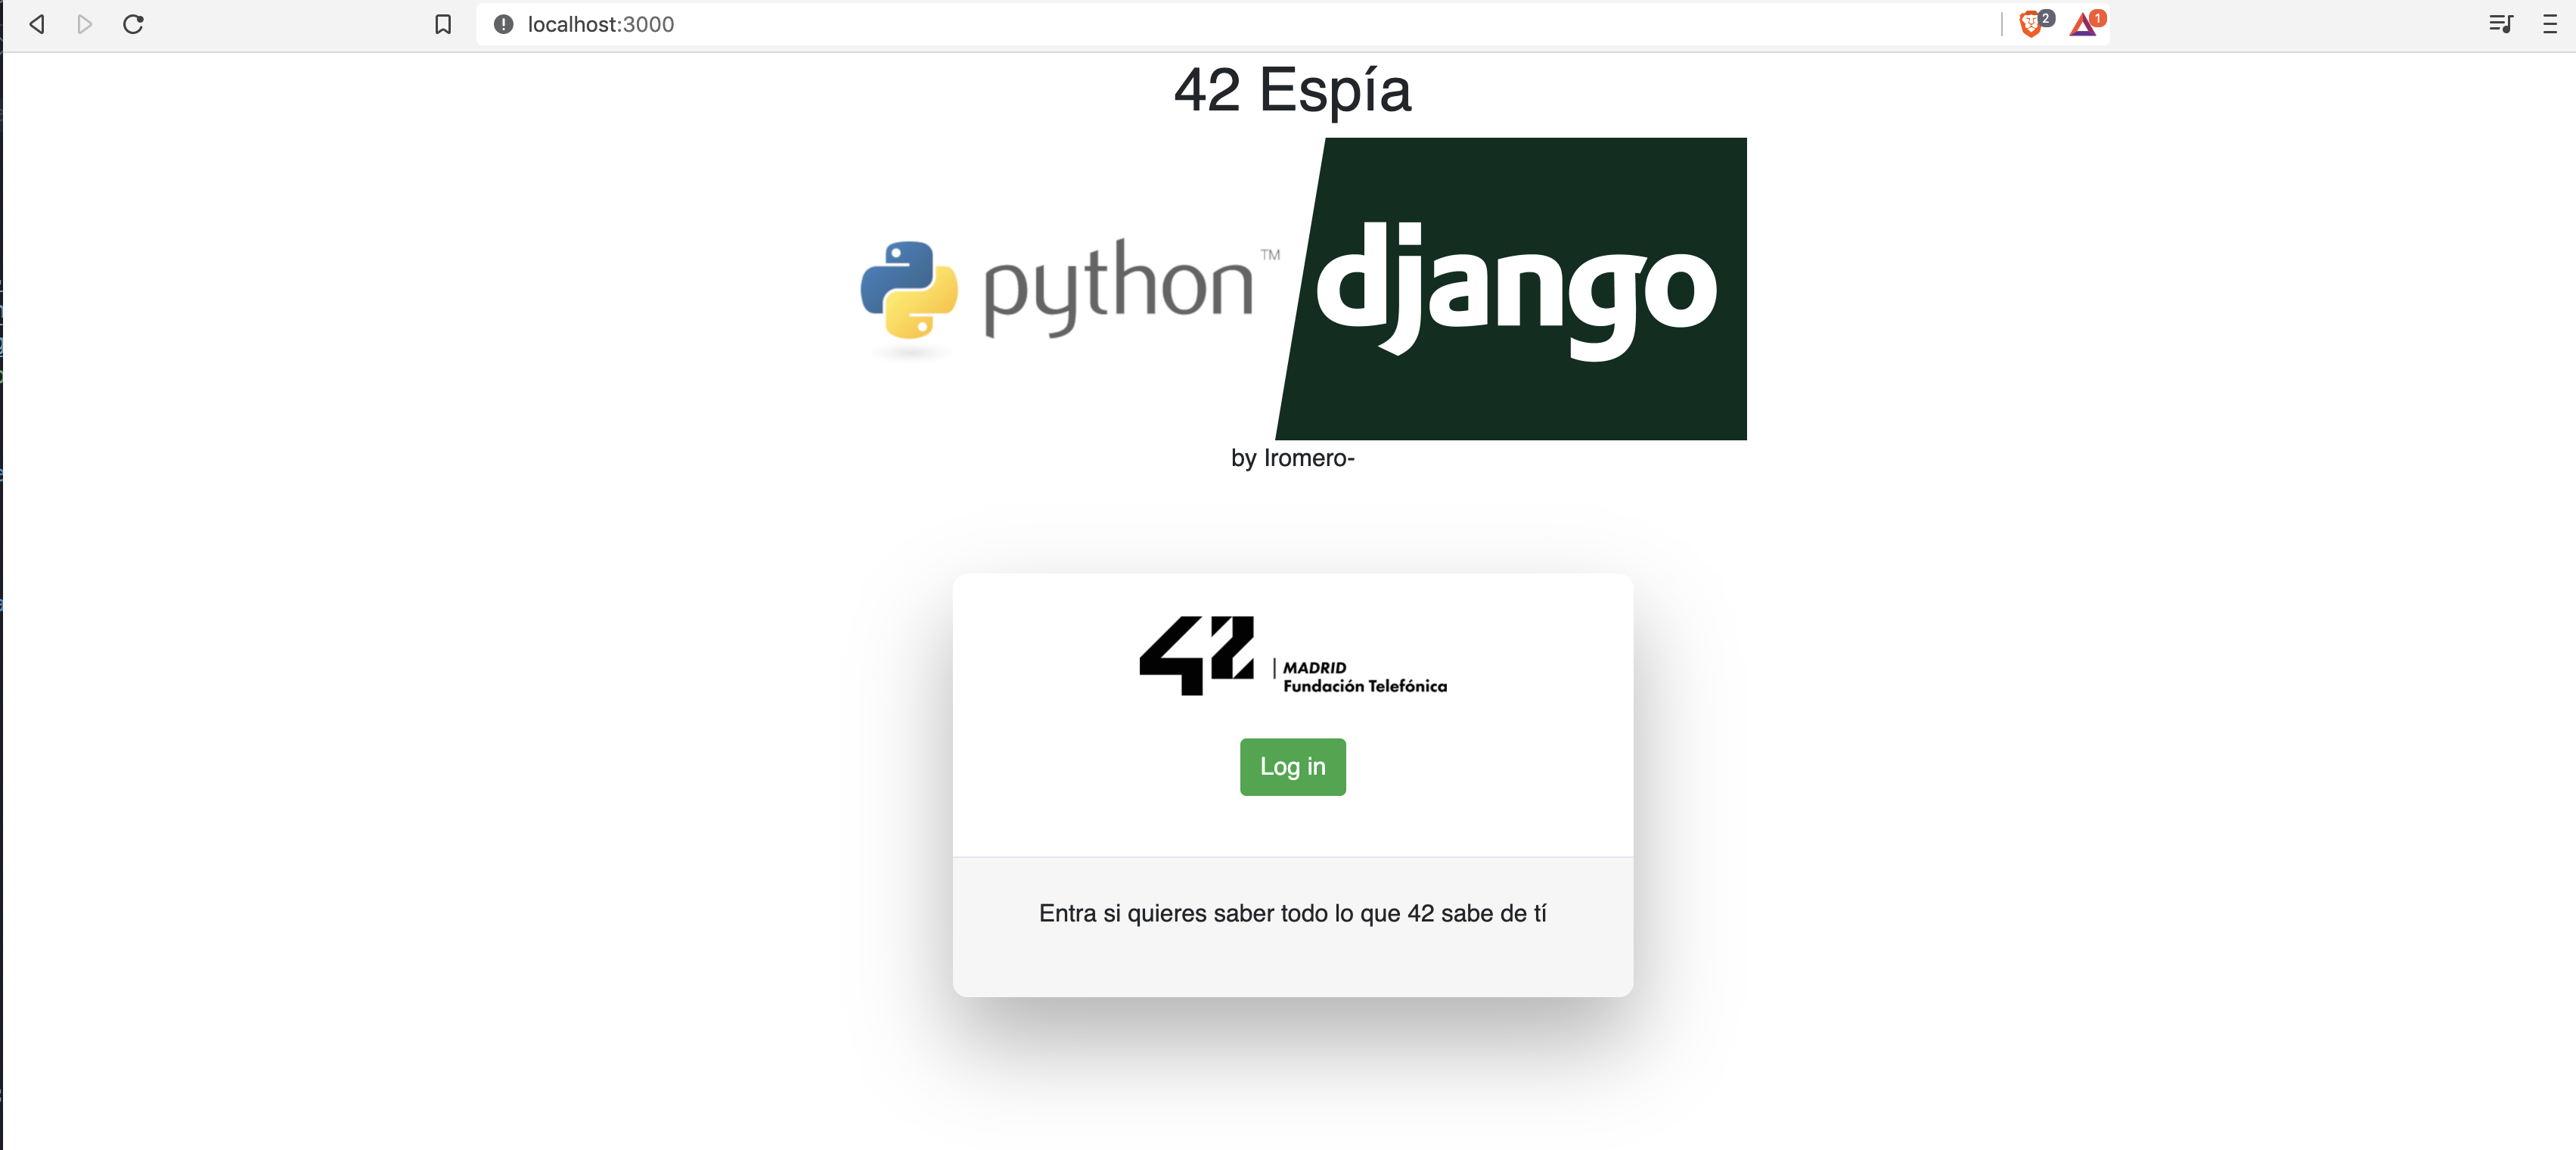 localhost:3000
2
1
42 Espía
python™
django
by lromero-
42
MADRID
Fundación Telefónica
Log in
Entra si quieres saber todo lo que 42 sabe de tí